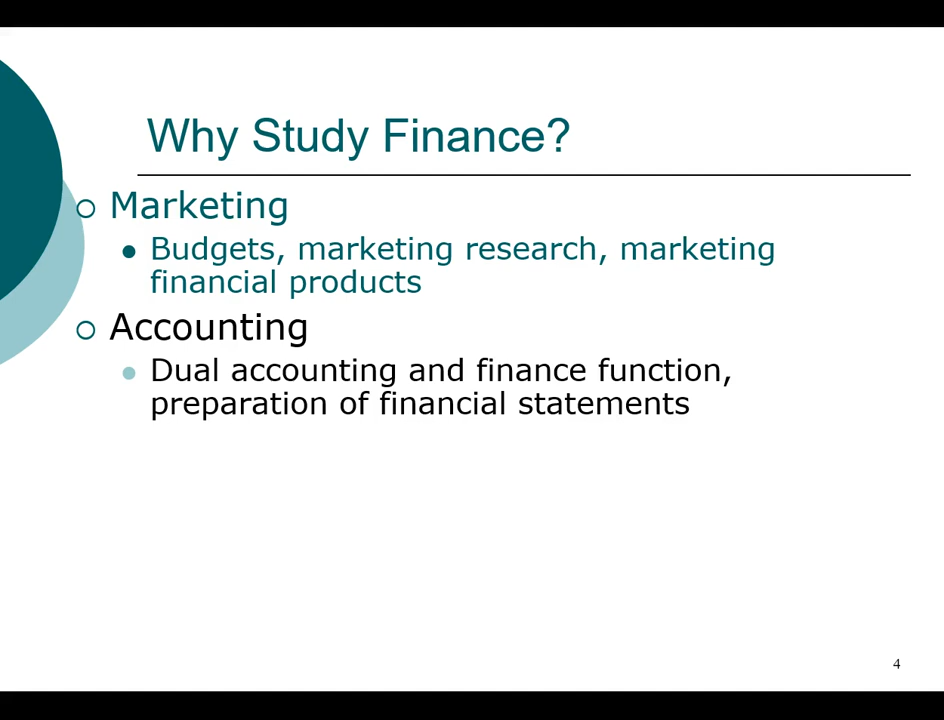 Why Study Finance?
Marketing
Budgets, marketing research, marketing
financial products
Accounting
Dual accounting and finance function,
preparation of financial statements
4